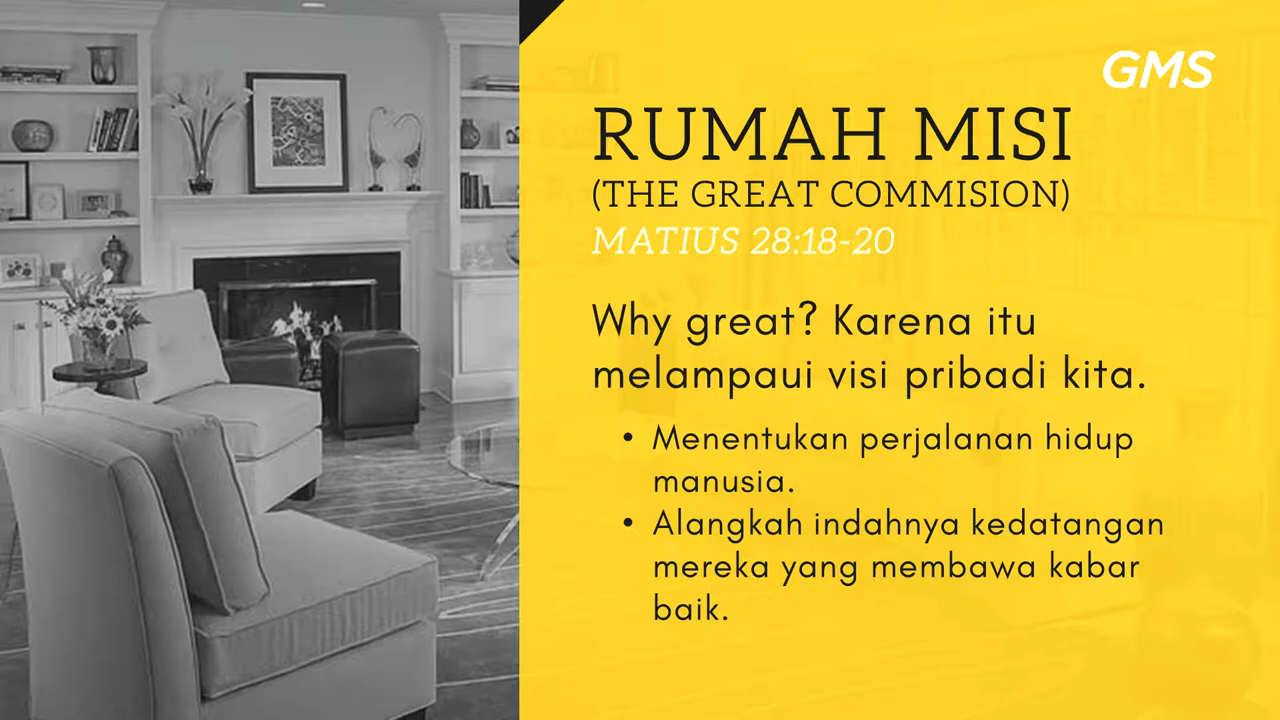 GMS
RUMAH MISI
(THE GREAT COMMISION)
MATIUS 28:18-20
Why great? Karena itu
melampaui visi pribadi kita.
• Menentukan perjalanan hidup
manusia.
• Alangkah indahnya kedatangan
mereka yang membawa kabar
baik.